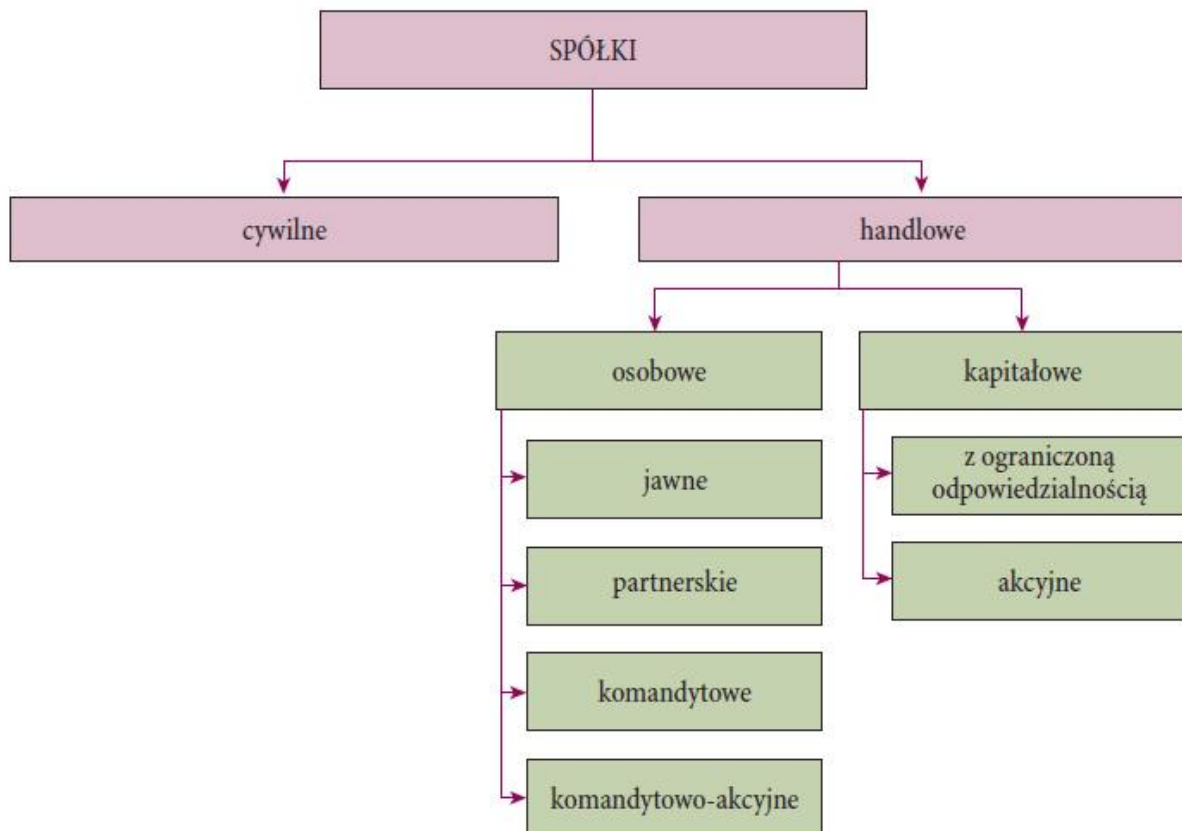 SPÓŁKI
cywilne
handlowe
osobowe
kapitałowe
jawne
z ograniczoną
odpowiedzialnością
partnerskie
akcyjne
komandytowe
komandytowo-akcyjne